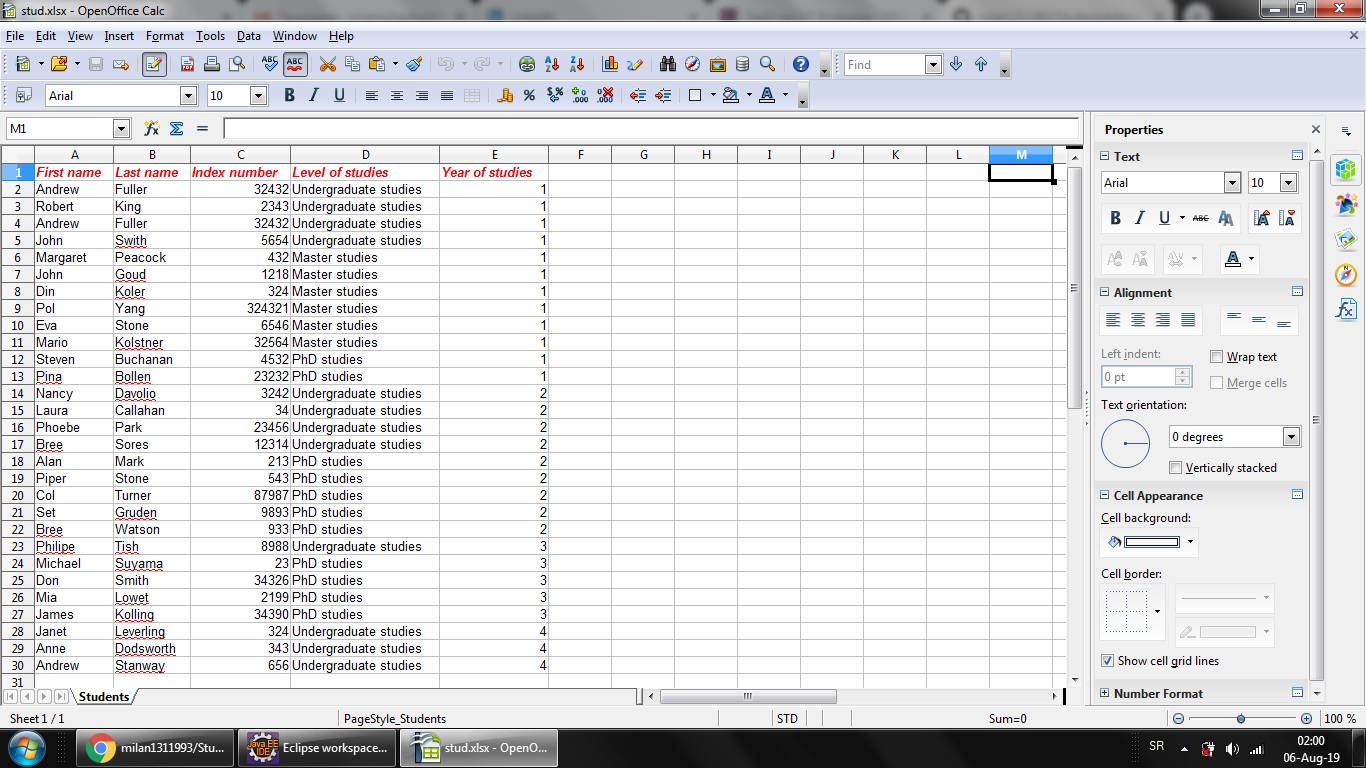 stud.xlsx - OpenOffice Calc
File Edit View Insert Format Tools Data Window Help
Find
Arial 10
M1
A B C D E F G H I J K L M
1 First name Last name Index number Level of studies Year of studies
2 Andrew Fuller 32432 Undergraduate studies 1
3 Robert King 2343 Undergraduate studies 1
4 Andrew Fuller 32432 Undergraduate studies 1
5 John Swith 5654 Undergraduate studies 1
6 Margaret Peacock 432 Master studies 1
7 John Goud 1218 Master studies 1
8 Din Koler 324 Master studies 1
9 Pol Yang 324321 Master studies 1
10 Eva Stone 6546 Master studies 1
11 Mario Kolstner 32564 Master studies 1
12 Steven Buchanan 4532 PhD studies 1
13 Pina Bollen 23232 PhD studies 1
14 Nancy Davolio 3242 Undergraduate studies 2
15 Laura Callahan 34 Undergraduate studies 2
16 Phoebe Park 23456 Undergraduate studies 2
17 Bree Sores 12314 Undergraduate studies 2
18 Alan Mark 213 PhD studies 2
19 Piper Stone 543 PhD studies 2
20 Col Turner 87987 PhD studies 2
21 Set Gruden 9893 PhD studies 2
22 Bree Watson 933 PhD studies 2
23 Philipe Tish 8988 Undergraduate studies 3
24 Michael Suyama 23 PhD studies 3
25 Don Smith 34326 PhD studies 3
26 Mia Lowet 2199 PhD studies 3
27 James Kolling 34390 PhD studies 3
28 Janet Leverling 324 Undergraduate studies 4
29 Anne Dodsworth 343 Undergraduate studies 4
30 Andrew Stanway 656 Undergraduate studies 4
31
Students
Properties
Text
Arial 10
B I U ABC A
Alignment
Left indent:
Wrap text
0 pt
Merge cells
Text orientation:
0 degrees
Vertically stacked
Cell Appearance
Cell background:
Cell border:
Show cell grid lines
Number Format
Sheet 1 / 1 PageStyle_Students STD Sum=0 100 %
milan1311993/Stu... Eclipse workspace... stud.xlsx - OpenO... SR 02:00
06-Aug-19